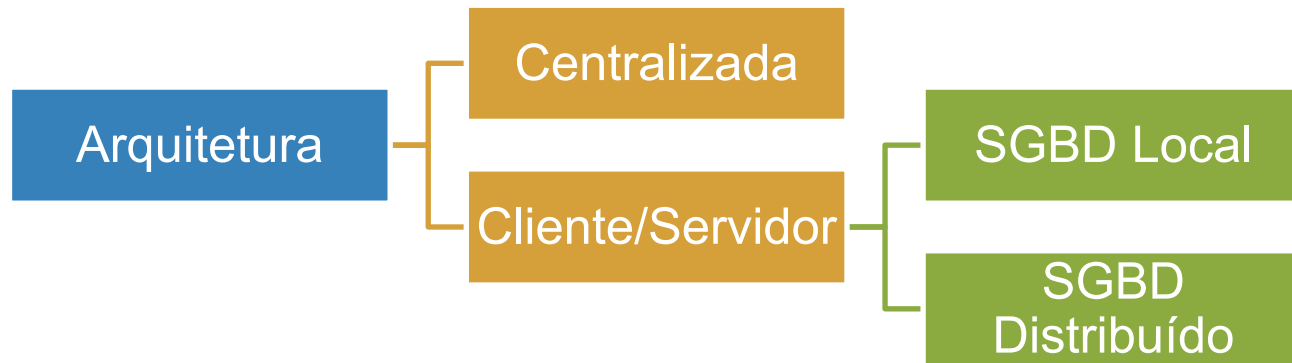 Arquitetura
Centralizada
Cliente/Servidor
SGBD Local
SGBD
Distribuído